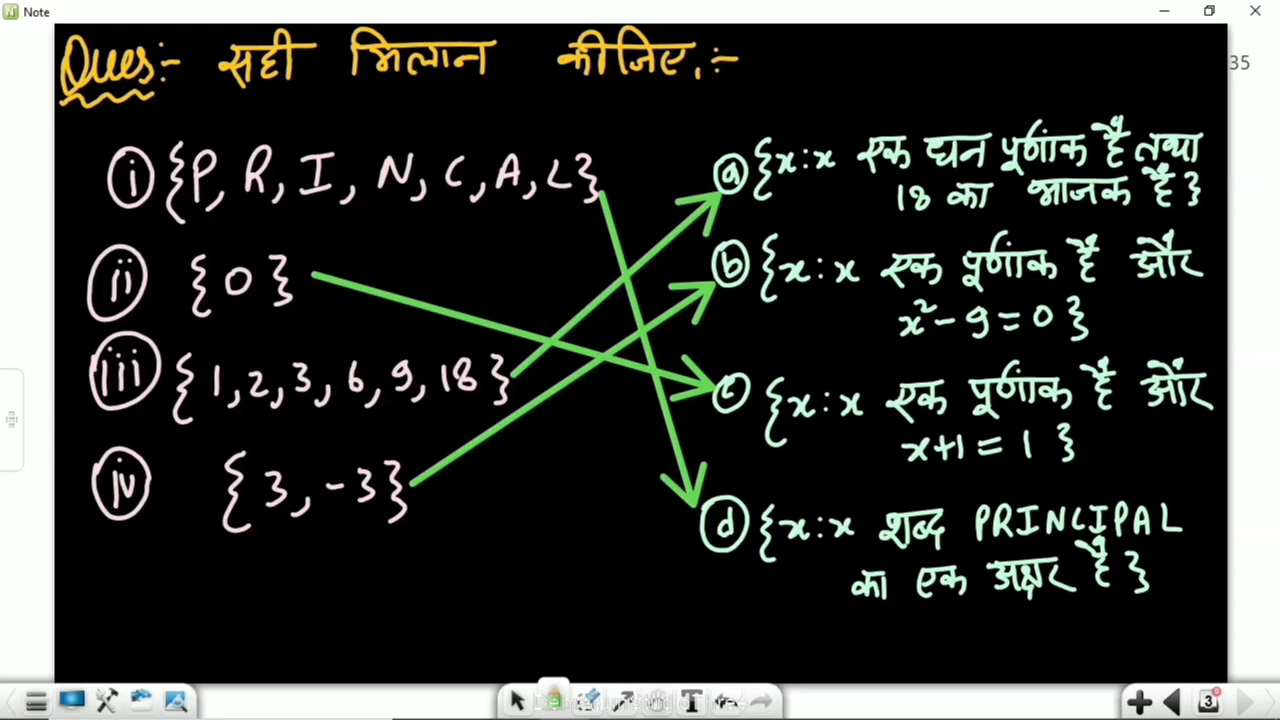 Note
Ques:- सही मिलान कीजिए:-
35
(i) {P, R, I, N, C, A, L}
(a) {x:x एक धन पूर्णांक है तथा
18 का भाजक है}
(ii) {0}
(b) {x:x एक पूर्णांक है और
x²-9=0}
(iii) {1,2,3,6,9,18}
(c) {x:x एक पूर्णांक है और
x+1=1}
(iv) {3,-3}
(d) {x:x शब्द PRINCIPAL
का एक अक्षर है}
3